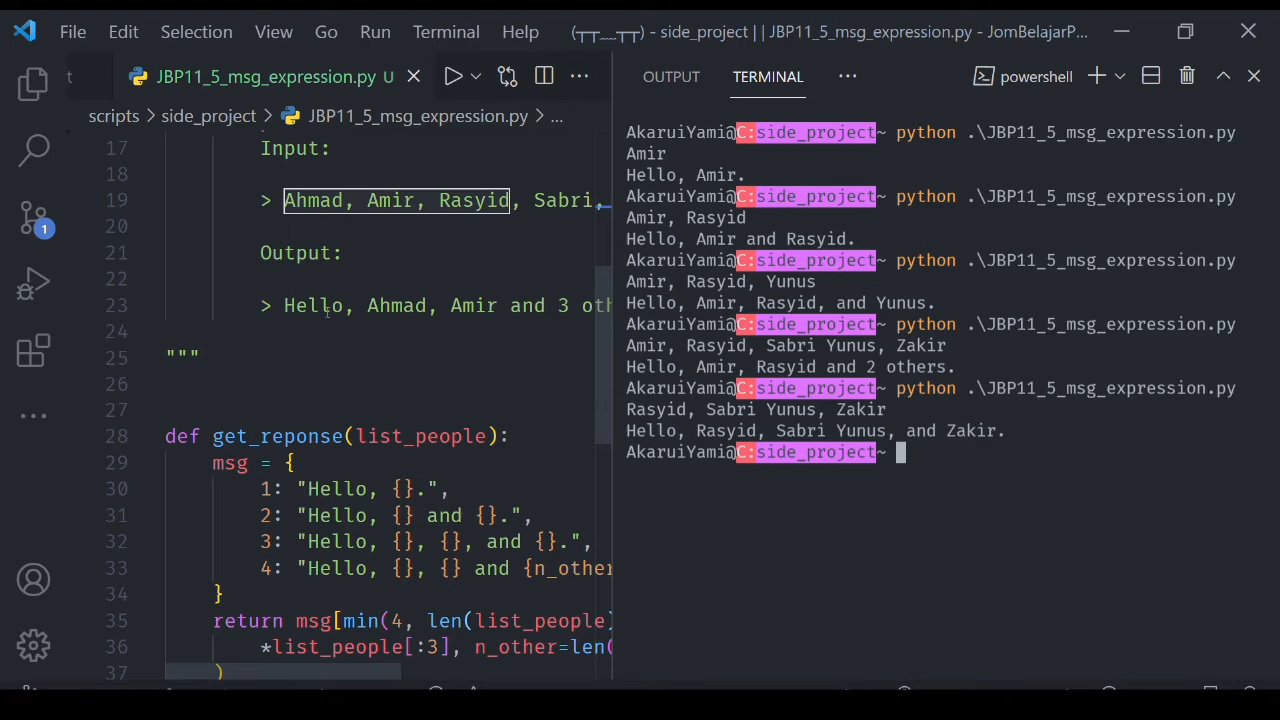 File Edit Selection View Go Run Terminal Help (┬┬﹏┬┬) - side_project || JBP11_5_msg_expression.py - JomBelajarP...
t JBP11_5_msg_expression.py U
scripts > side_project > JBP11_5_msg_expression.py > ...
17 Input:
18
19 > Ahmad, Amir, Rasyid, Sabri,
20
21 Output:
22
23 > Hello, Ahmad, Amir and 3 oth
24
25 """
26
27
28 def get_reponse(list_people):
29 msg = {
30 1: "Hello, {}.",
31 2: "Hello, {} and {}.",
32 3: "Hello, {}, {}, and {}.",
33 4: "Hello, {}, {} and {n_other
34 }
35 return msg[min(4, len(list_people)
36 *list_people[:3], n_other=len(
37 )
1
OUTPUT TERMINAL ... powershell
AkaruiYami@C:side_project~ python .\JBP11_5_msg_expression.py
Amir
Hello, Amir.
AkaruiYami@C:side_project~ python .\JBP11_5_msg_expression.py
Amir, Rasyid
Hello, Amir and Rasyid.
AkaruiYami@C:side_project~ python .\JBP11_5_msg_expression.py
Amir, Rasyid, Yunus
Hello, Amir, Rasyid, and Yunus.
AkaruiYami@C:side_project~ python .\JBP11_5_msg_expression.py
Amir, Rasyid, Sabri Yunus, Zakir
Hello, Amir, Rasyid and 2 others.
AkaruiYami@C:side_project~ python .\JBP11_5_msg_expression.py
Rasyid, Sabri Yunus, Zakir
Hello, Rasyid, Sabri Yunus, and Zakir.
AkaruiYami@C:side_project~